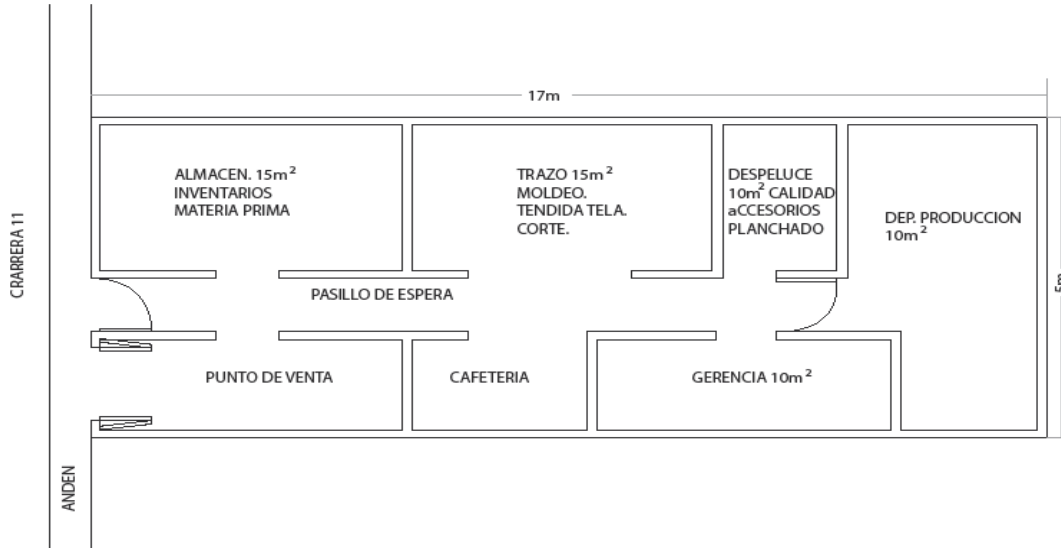 17m
ALMACEN. 15m²
INVENTARIOS
MATERIA PRIMA
TRAZO 15m²
MOLDEO.
TENDIDA TELA.
CORTE.
DESPELUCE
10m² CALIDAD
aCCESORIOS
PLANCHADO
DEP. PRODUCCION
10m²
CRARRERA 11
PASILLO DE ESPERA
5m
PUNTO DE VENTA
CAFETERIA
GERENCIA 10m²
ANDEN